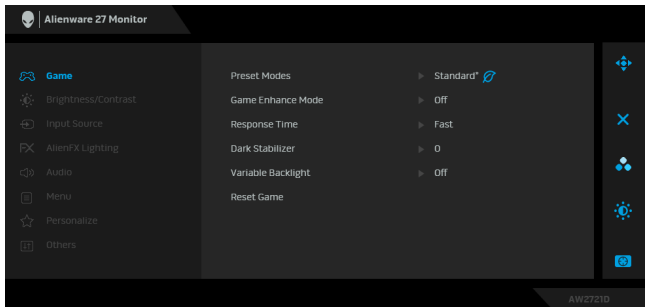 Alienware 27 Monitor
Game
Preset Modes Standard*
Brightness/Contrast
Game Enhance Mode Off
Input Source
Response Time Fast
AlienFX Lighting
Dark Stabilizer 0
Audio
Variable Backlight Off
Menu
Reset Game
Personalize
Others
AW2721D